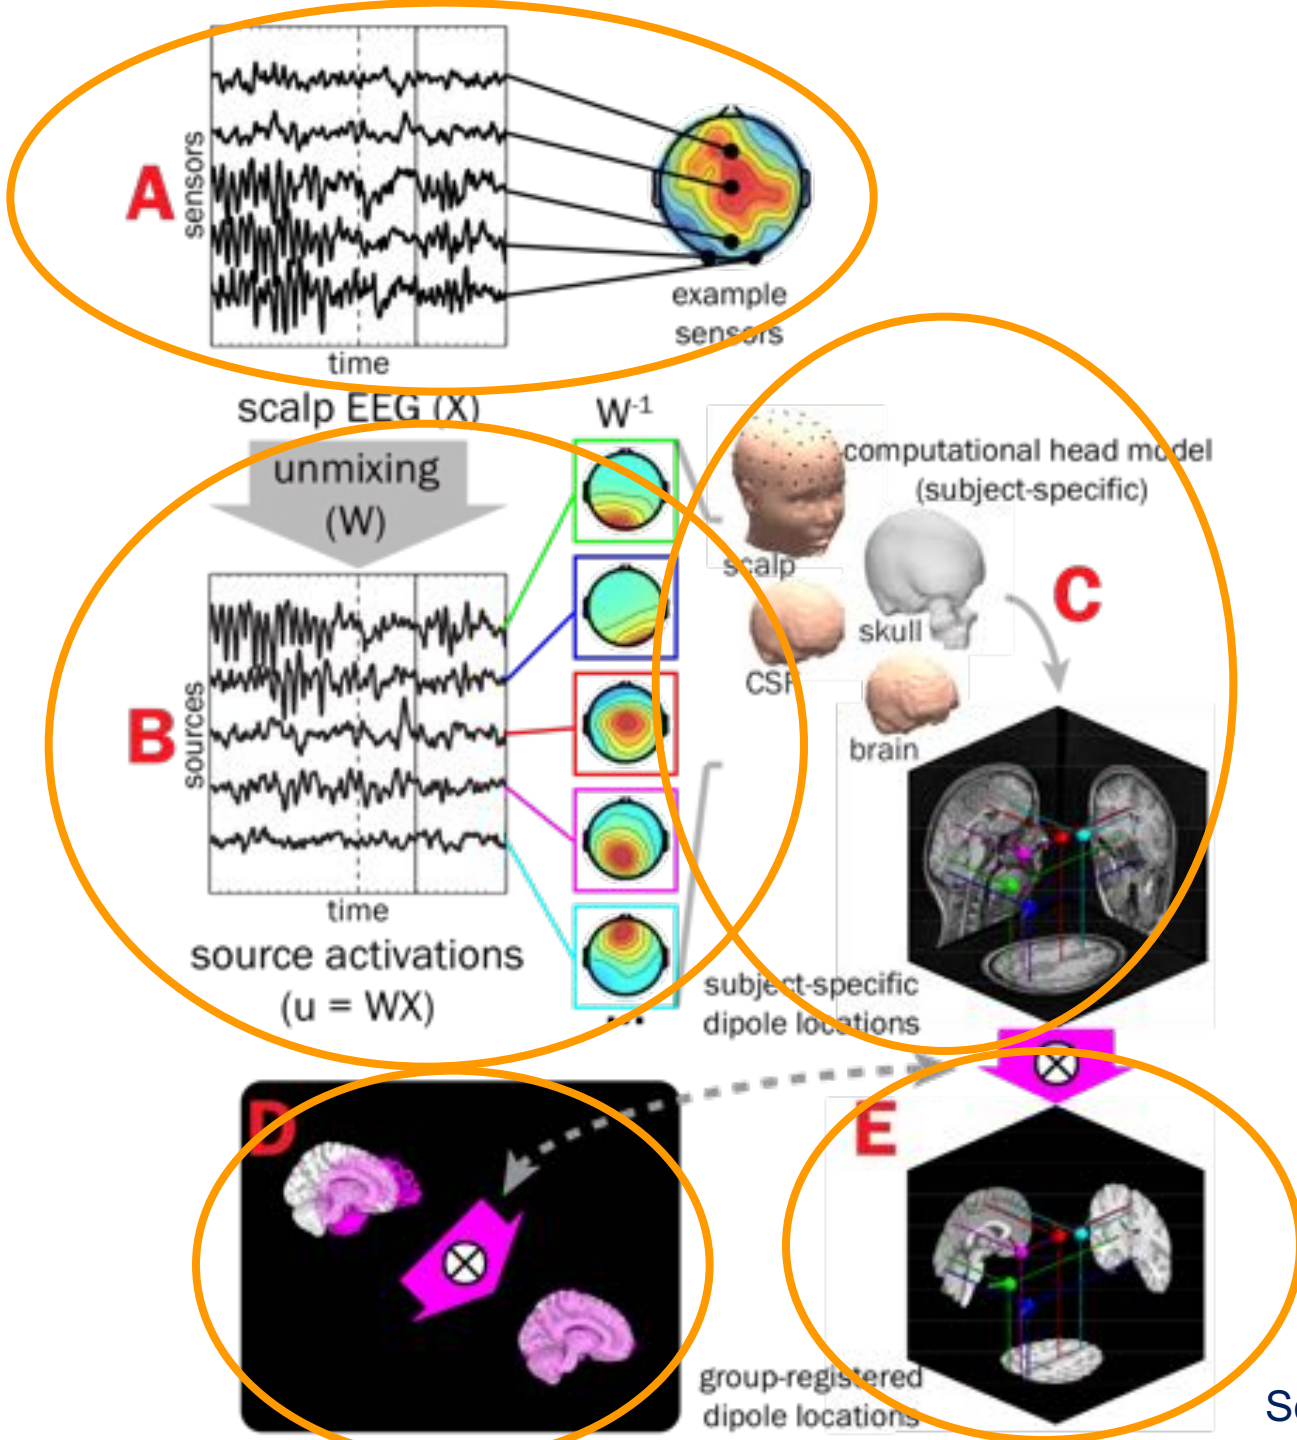 A
sensors
time
example
sensors
scalp EEG (X)
unmixing
(W)
W-1
B
sources
time
source activations
(u = WX)
...
computational head model
(subject-specific)
scalp
skull
CSF
brain
C
subject-specific
dipole locations
D
E
group-registered
dipole locations